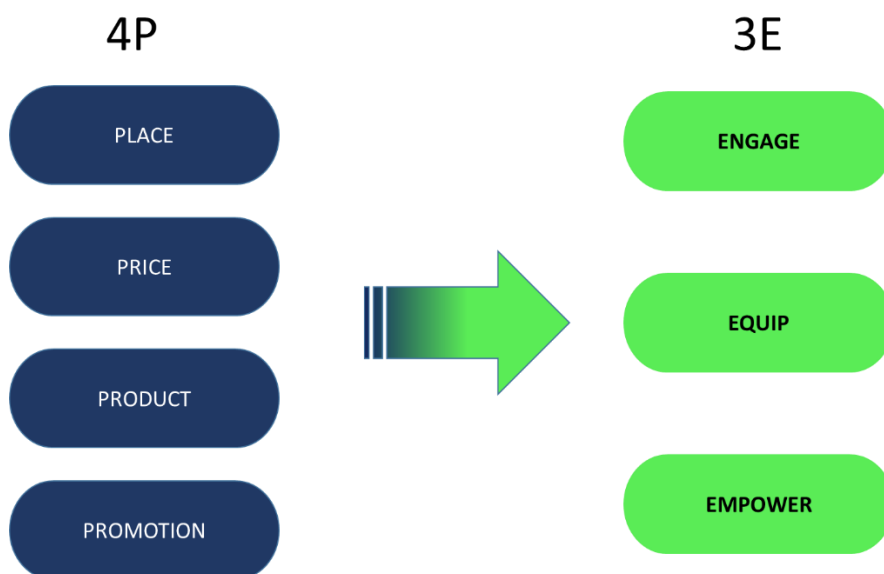 4P
PLACE
PRICE
PRODUCT
PROMOTION
3E
ENGAGE
EQUIP
EMPOWER